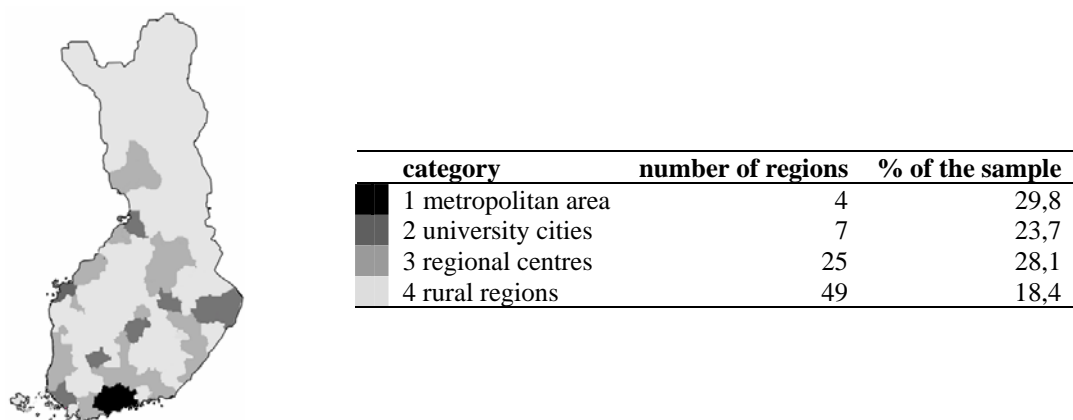 category number of regions % of the sample
1 metropolitan area 4 29,8
2 university cities 7 23,7
3 regional centres 25 28,1
4 rural regions 49 18,4